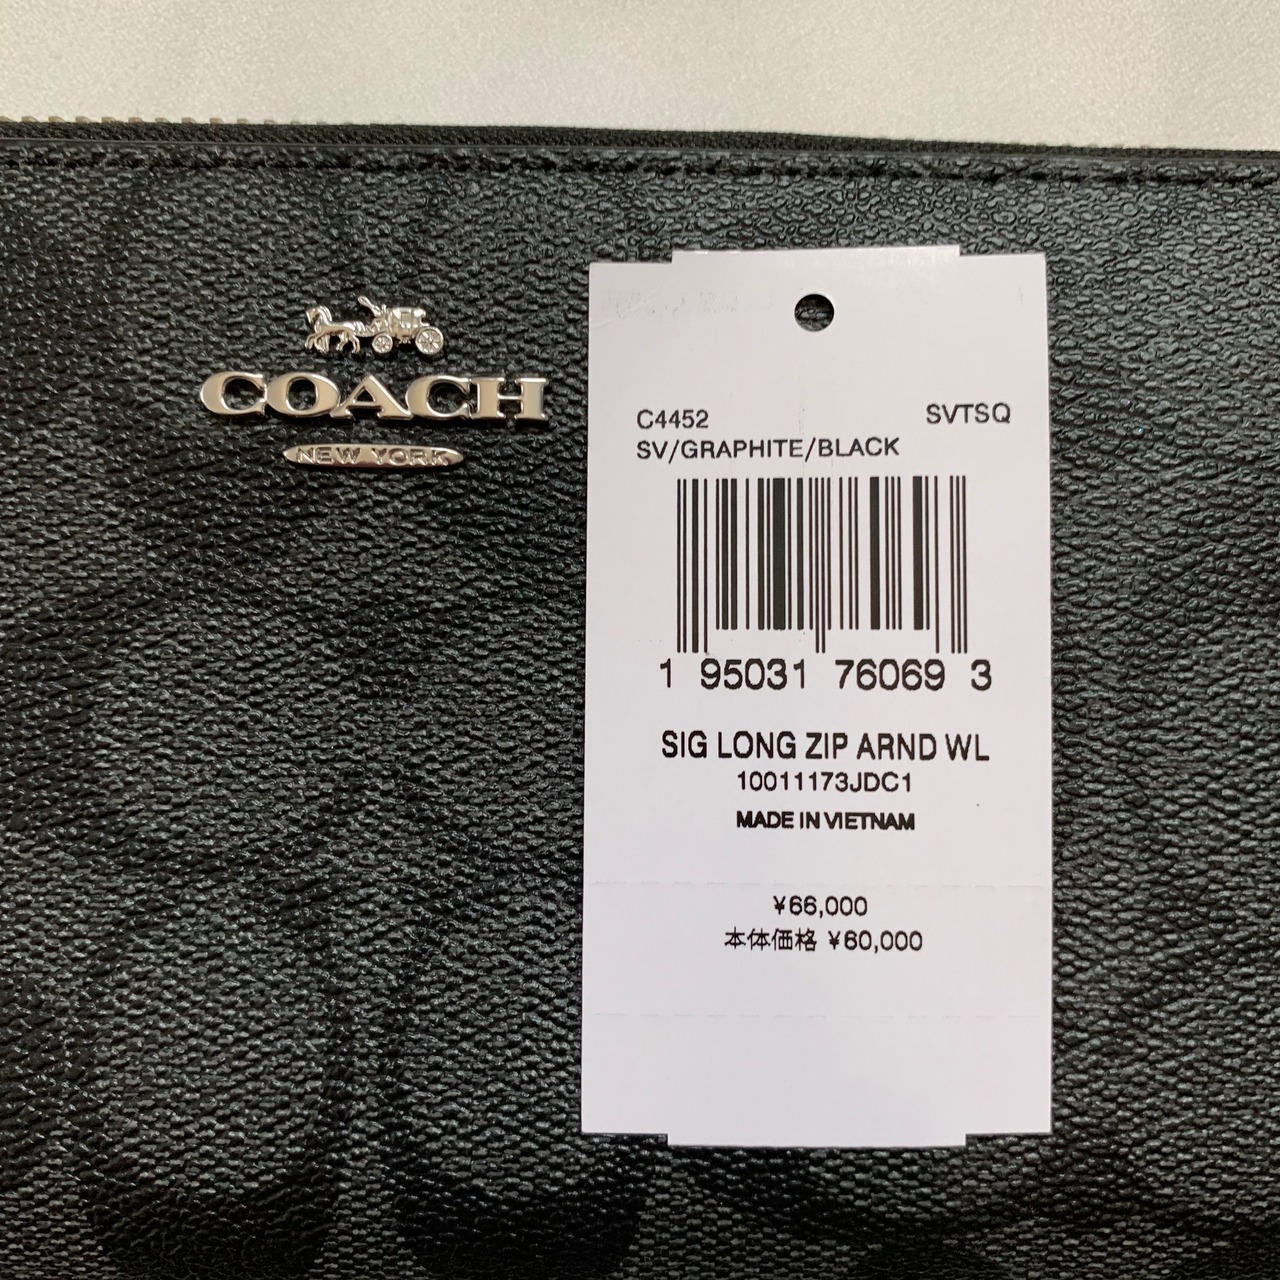 COACH
NEW YORK
C4452 SVTSQ
SV/GRAPHITE/BLACK
1 95031 76069 3
SIG LONG ZIP ARND WL
10011173JDC1
MADE IN VIETNAM
¥66,000
本体価格 ¥60,000